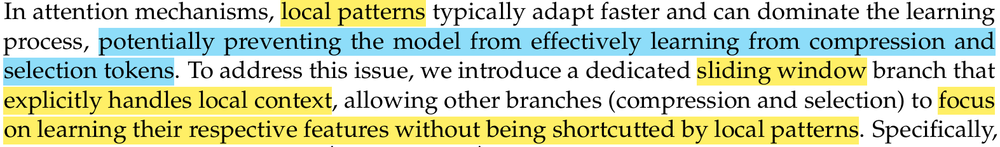 In attention mechanisms, local patterns typically adapt faster and can dominate the learning
process, potentially preventing the model from effectively learning from compression and
selection tokens. To address this issue, we introduce a dedicated sliding window branch that
explicitly handles local context, allowing other branches (compression and selection) to focus
on learning their respective features without being shortcutted by local patterns. Specifically,